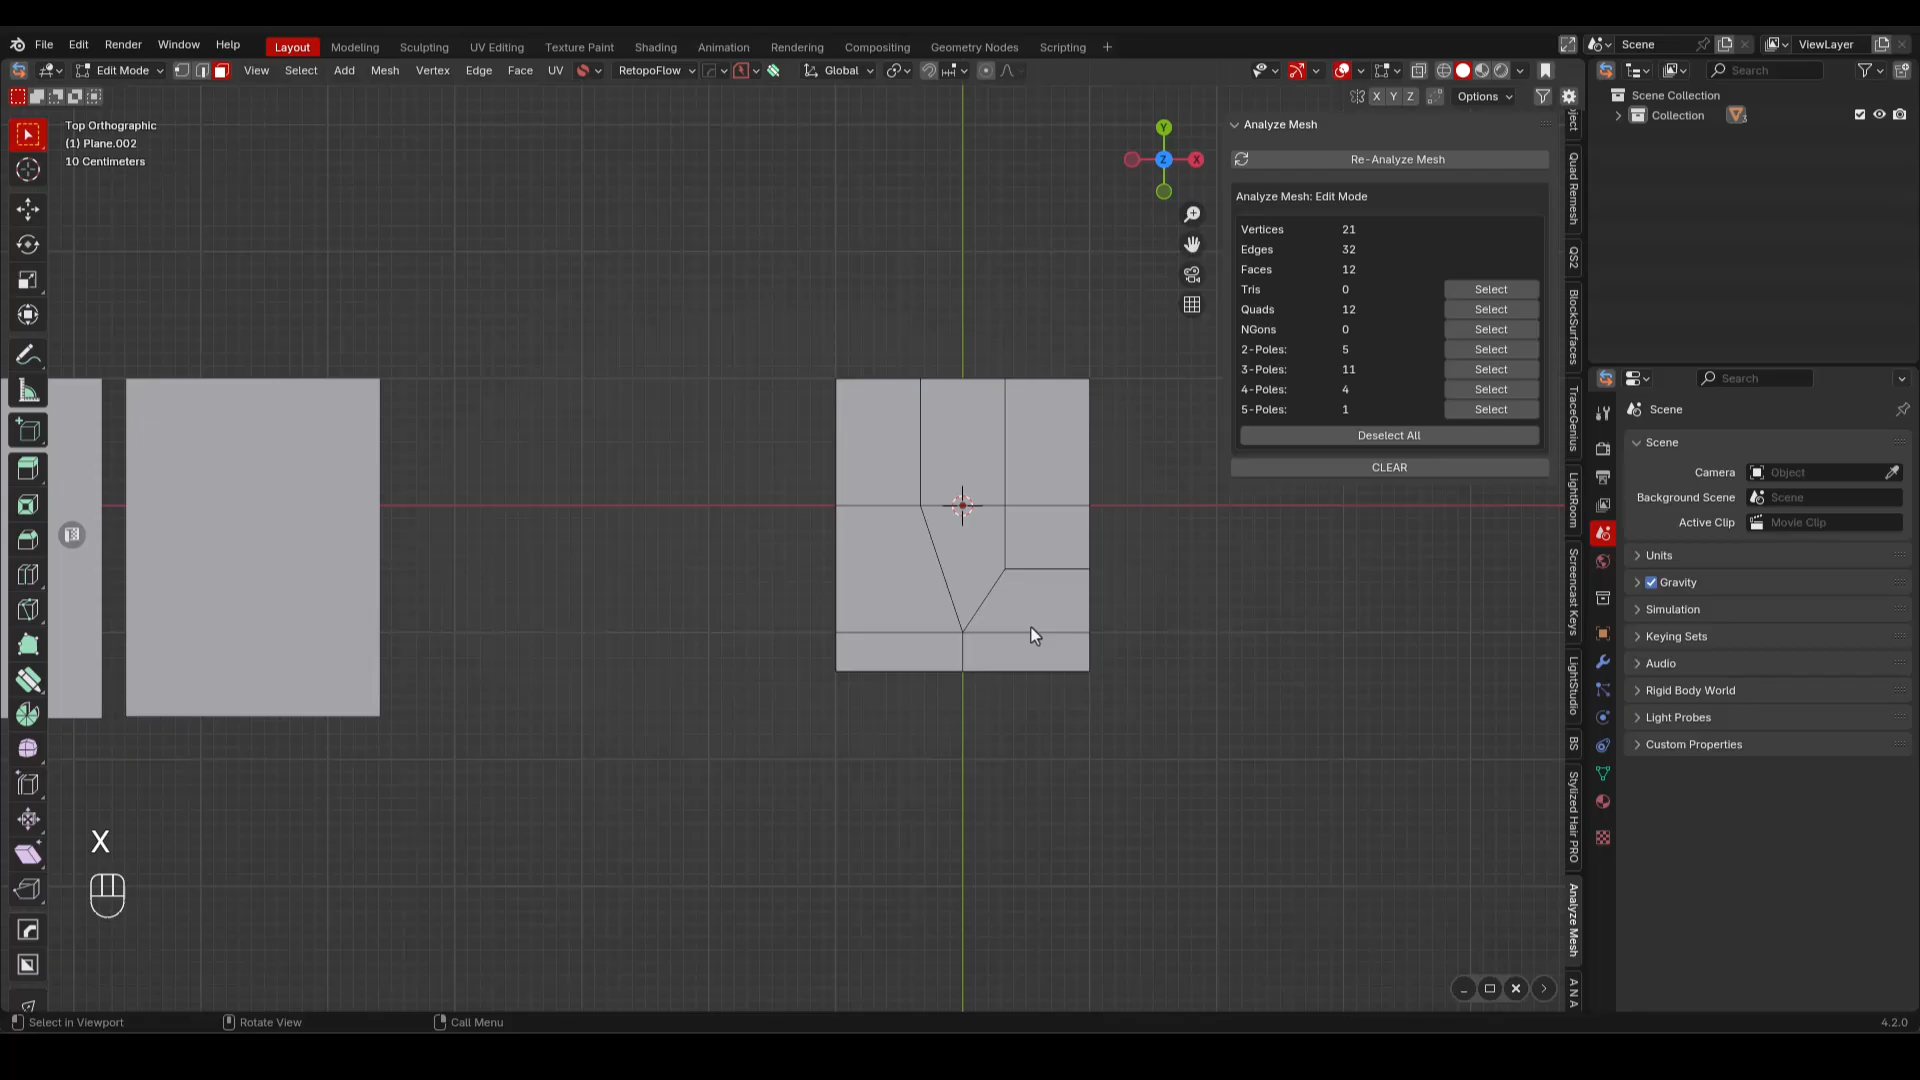 File Edit Render Window Help Layout Modeling Sculpting UV Editing Texture Paint Shading Animation Rendering Compositing Geometry Nodes Scripting + Scene ViewLayer
Edit Mode View Select Add Mesh Vertex Edge Face UV RetopoFlow Global Search
X Y Z Options
Top Orthographic
(1) Plane.002
10 Centimeters
Y
Z
X
Analyze Mesh
Re-Analyze Mesh
Analyze Mesh: Edit Mode
Vertices 21
Edges 32
Faces 12
Tris 0 Select
Quads 12 Select
NGons 0 Select
2-Poles: 5 Select
3-Poles: 11 Select
4-Poles: 4 Select
5-Poles: 1 Select
Deselect All
CLEAR
Quad Remesh
QS2
BlockSurfaces
TraceGenius
LightRoom
Screencast Keys
LightStudio
BS
Stylized Hair PRO
Analyze Mesh
A N A
Scene Collection
Collection 3
Search
Scene
Scene
Camera Object
Background Scene Scene
Active Clip Movie Clip
Units
Gravity
Simulation
Keying Sets
Audio
Rigid Body World
Light Probes
Custom Properties
X
Select in Viewport Rotate View Call Menu 4.2.0